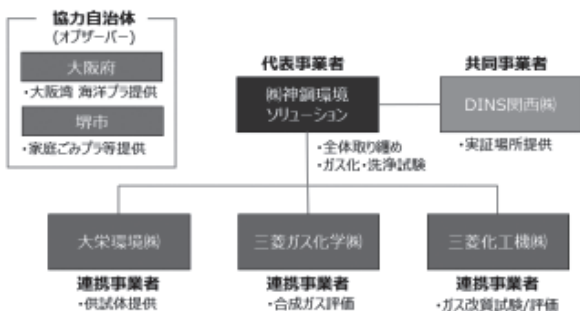 協力自治体
(オブザーバー)
大阪府
・大阪湾 海洋プラ提供
堺市
・家庭ごみプラ等提供
代表事業者
㈱神鋼環境
ソリューション
・全体取り纏め
・ガス化・洗浄試験
共同事業者
DINS関西㈱
・実証場所提供
大栄環境㈱
連携事業者
・供試体提供
三菱ガス化学㈱
連携事業者
・合成ガス評価
三菱化工機㈱
連携事業者
・ガス改質試験/評価